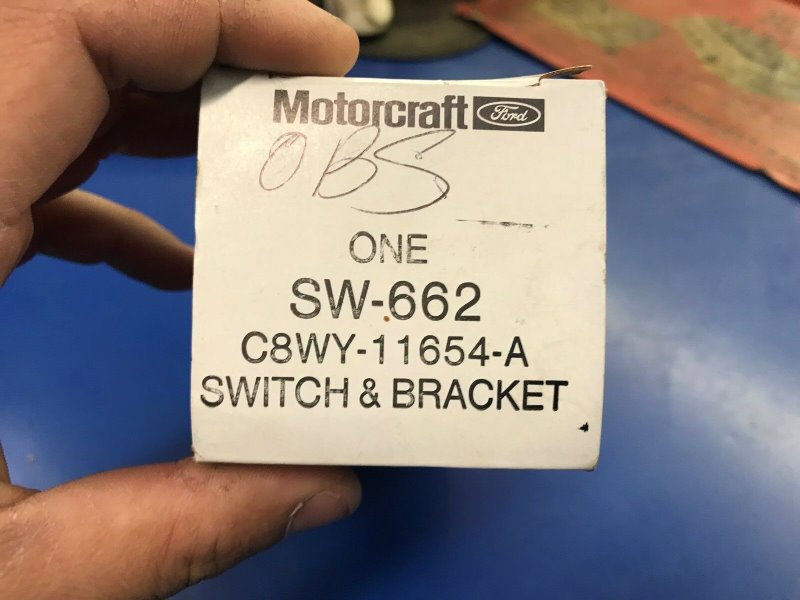 Motorcraft Ford
OBS
ONE
SW-662
C8WY-11654-A
SWITCH & BRACKET